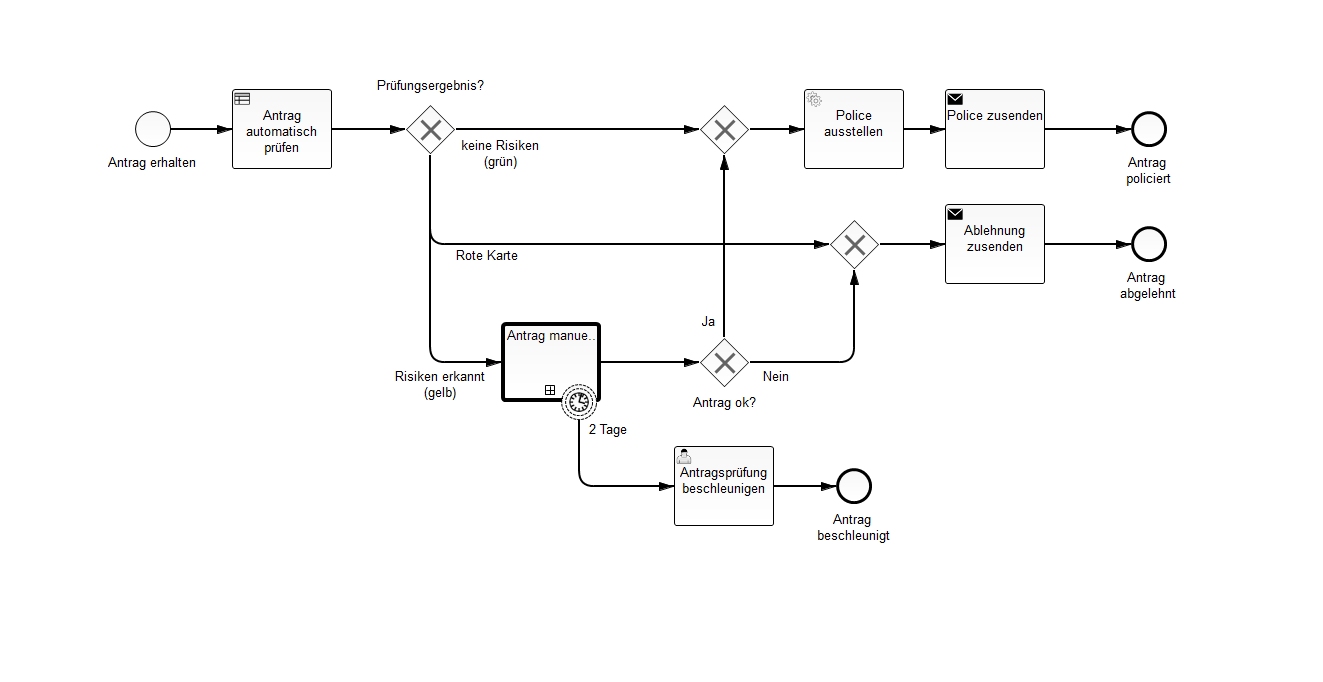 Prüfungsergebnis?
Antrag
automatisch
prüfen
Police
ausstellen
Police zusenden
keine Risiken
(grün)
Antrag erhalten
Antrag
policiert
Ablehnung
zusenden
Rote Karte
Antrag
abgelehnt
Ja
Antrag manue..
Risiken erkannt
(gelb)
Nein
Antrag ok?
2 Tage
Antragsprüfung
beschleunigen
Antrag
beschleunigt